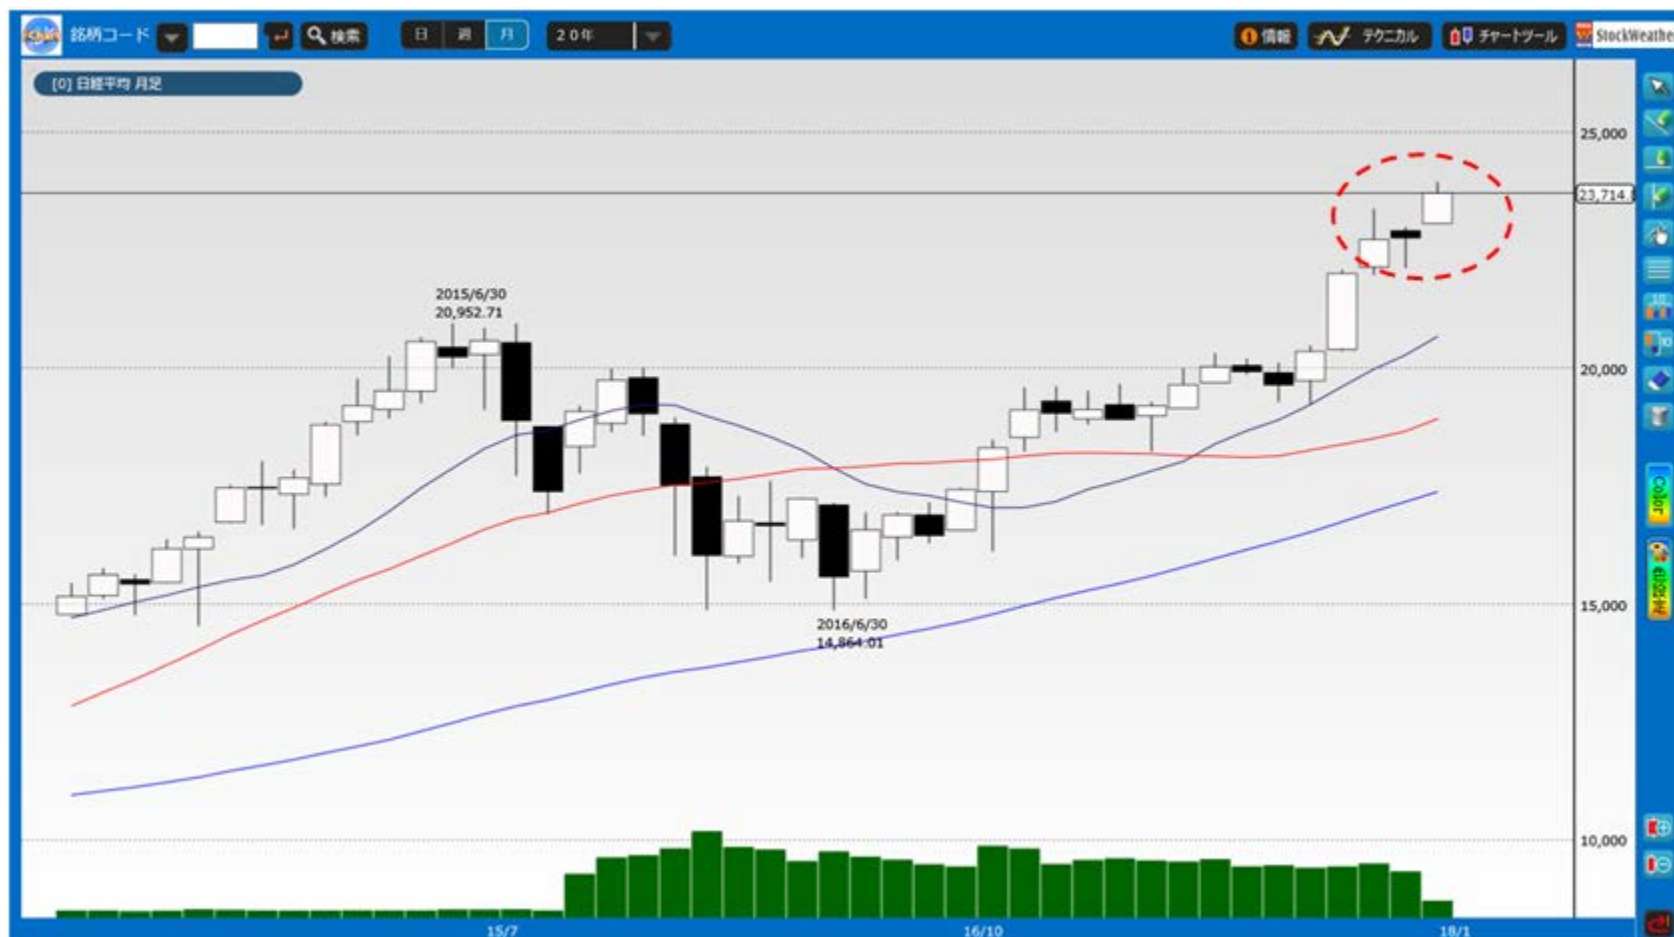 銘柄コード
検索
日 週 月
20年
情報
テクニカル
チャートツール
StockWeathe
[0] 日経平均 月足
25,000
23,714.
2015/6/30
20,952.71
20,000
15,000
2016/6/30
14,864.01
10,000
Color
15/7
16/10
18/1